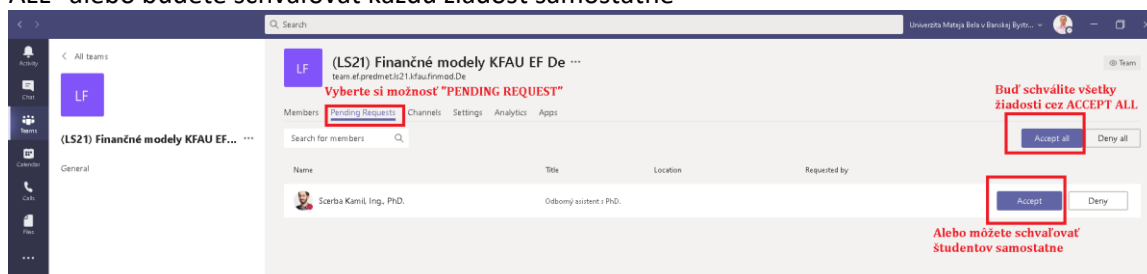 ALL" alebo budete schvaľovať každú žiadosť samostatne
Search
Univerzita Mateja Bela v Banskej Bystr...
Activity
Chat
Teams
Calendar
Calls
Files
All teams
LF
(LS21) Finančné modely KFAU EF... ...
General
LF
(LS21) Finančné modely KFAU EF De ...
team.ef.predmet.ls21.kfau.finmod.De
Team
Vyberte si možnosť "PENDING REQUEST"
Buď schválite všetky
žiadosti cez ACCEPT ALL
Members Pending Requests Channels Settings Analytics Apps
Search for members
Accept all Deny all
Name Title Location Requested by
Scerba Kamil, Ing., PhD. Odborný asistent s PhD. Accept Deny
Alebo môžete schvaľovať
študentov samostatne